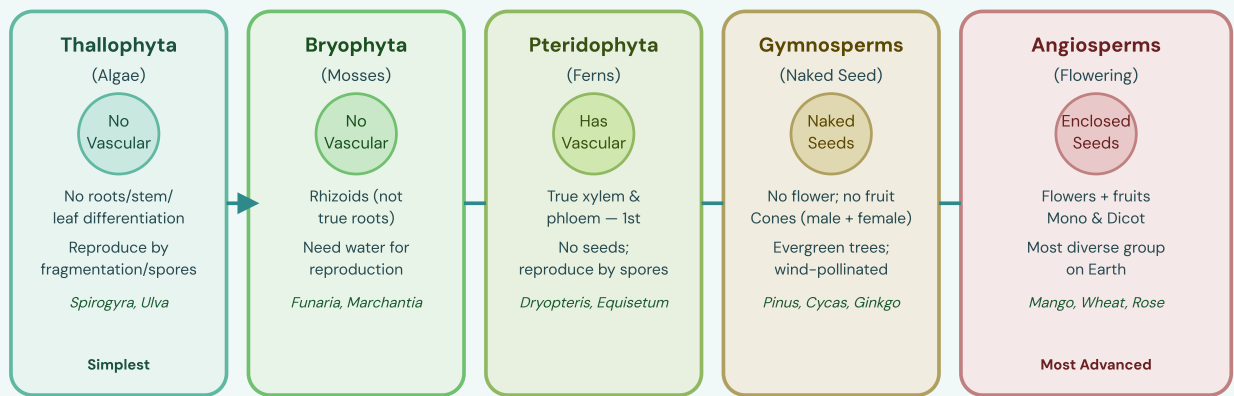 Thallophyta
(Algae)
No
Vascular
No roots/stem/
leaf differentiation
Reproduce by
fragmentation/spores
Spirogyra, Ulva
Simplest
Bryophyta
(Mosses)
No
Vascular
Rhizoids (not
true roots)
Need water for
reproduction
Funaria, Marchantia
Pteridophyta
(Ferns)
Has
Vascular
True xylem &
phloem — 1st
No seeds;
reproduce by spores
Dryopteris, Equisetum
Gymnosperms
(Naked Seed)
Naked
Seeds
No flower; no fruit
Cones (male + female)
Evergreen trees;
wind-pollinated
Pinus, Cycas, Ginkgo
Angiosperms
(Flowering)
Enclosed
Seeds
Flowers + fruits
Mono & Dicot
Most diverse group
on Earth
Mango, Wheat, Rose
Most Advanced